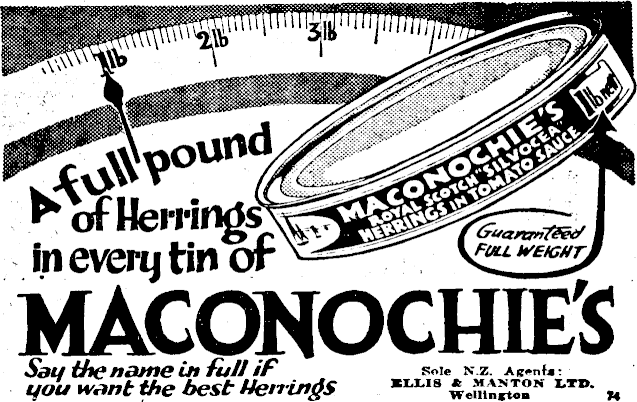 1lb
2lb
3lb
A full pound
of Herrings
in every tin of
MACONOCHIE'S
ROYAL SCOTCH "SILVOCEA"
HERRINGS IN TOMATO SAUCE
1lb net
Guaranteed
FULL WEIGHT
MACONOCHIE'S
Say the name in full if
you want the best Herrings
Sole N.Z. Agents:
ELLIS & MANTON LTD.
Wellington
74